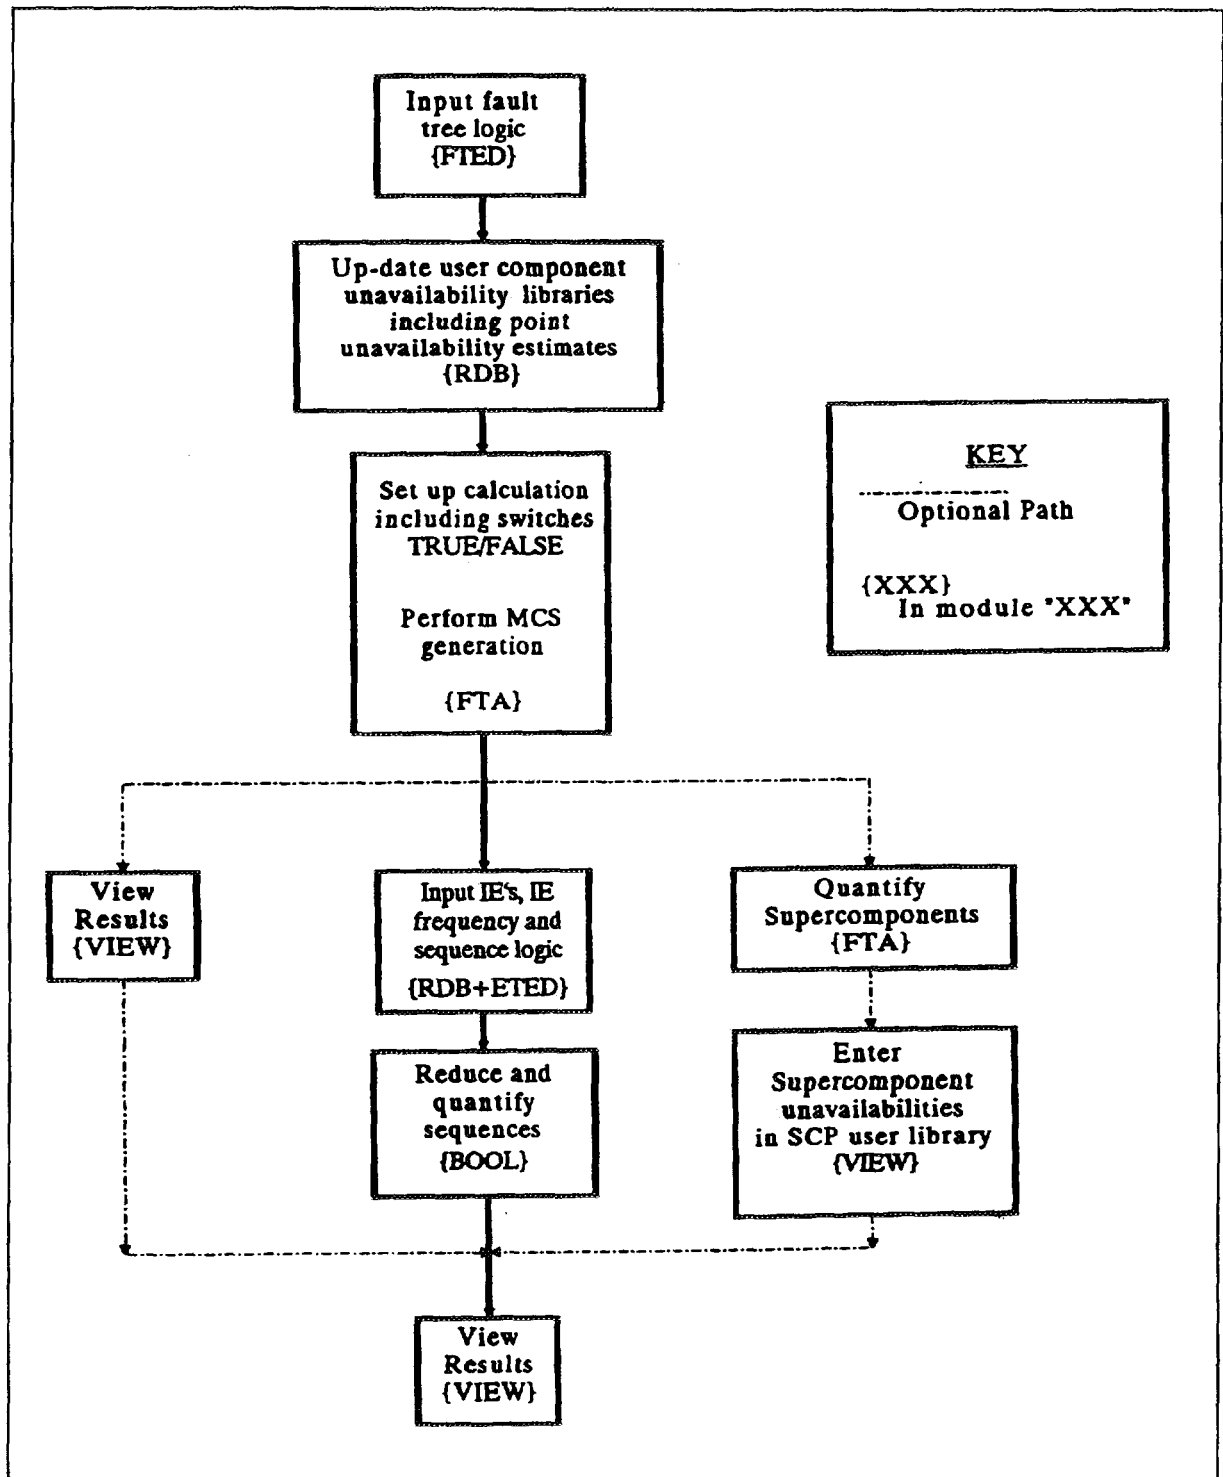 Input fault
tree logic
{FTED}
Up-date user component
unavailability libraries
including point
unavailability estimates
{RDB}
Set up calculation
including switches
TRUE/FALSE
Perform MCS
generation
{FTA}
KEY
Optional Path
{XXX}
In module "XXX"
View
Results
{VIEW}
Input IE's, IE
frequency and
sequence logic
{RDB+ETED}
Quantify
Supercomponents
{FTA}
Reduce and
quantify
sequences
{BOOL}
Enter
Supercomponent
unavailabilities
in SCP user library
{VIEW}
View
Results
{VIEW}